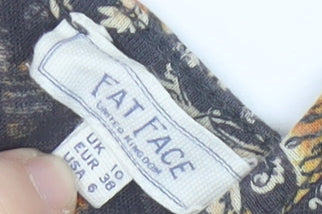 FAT FACE
UNITED KINGDOM
UK 10
EUR 38
USA 6